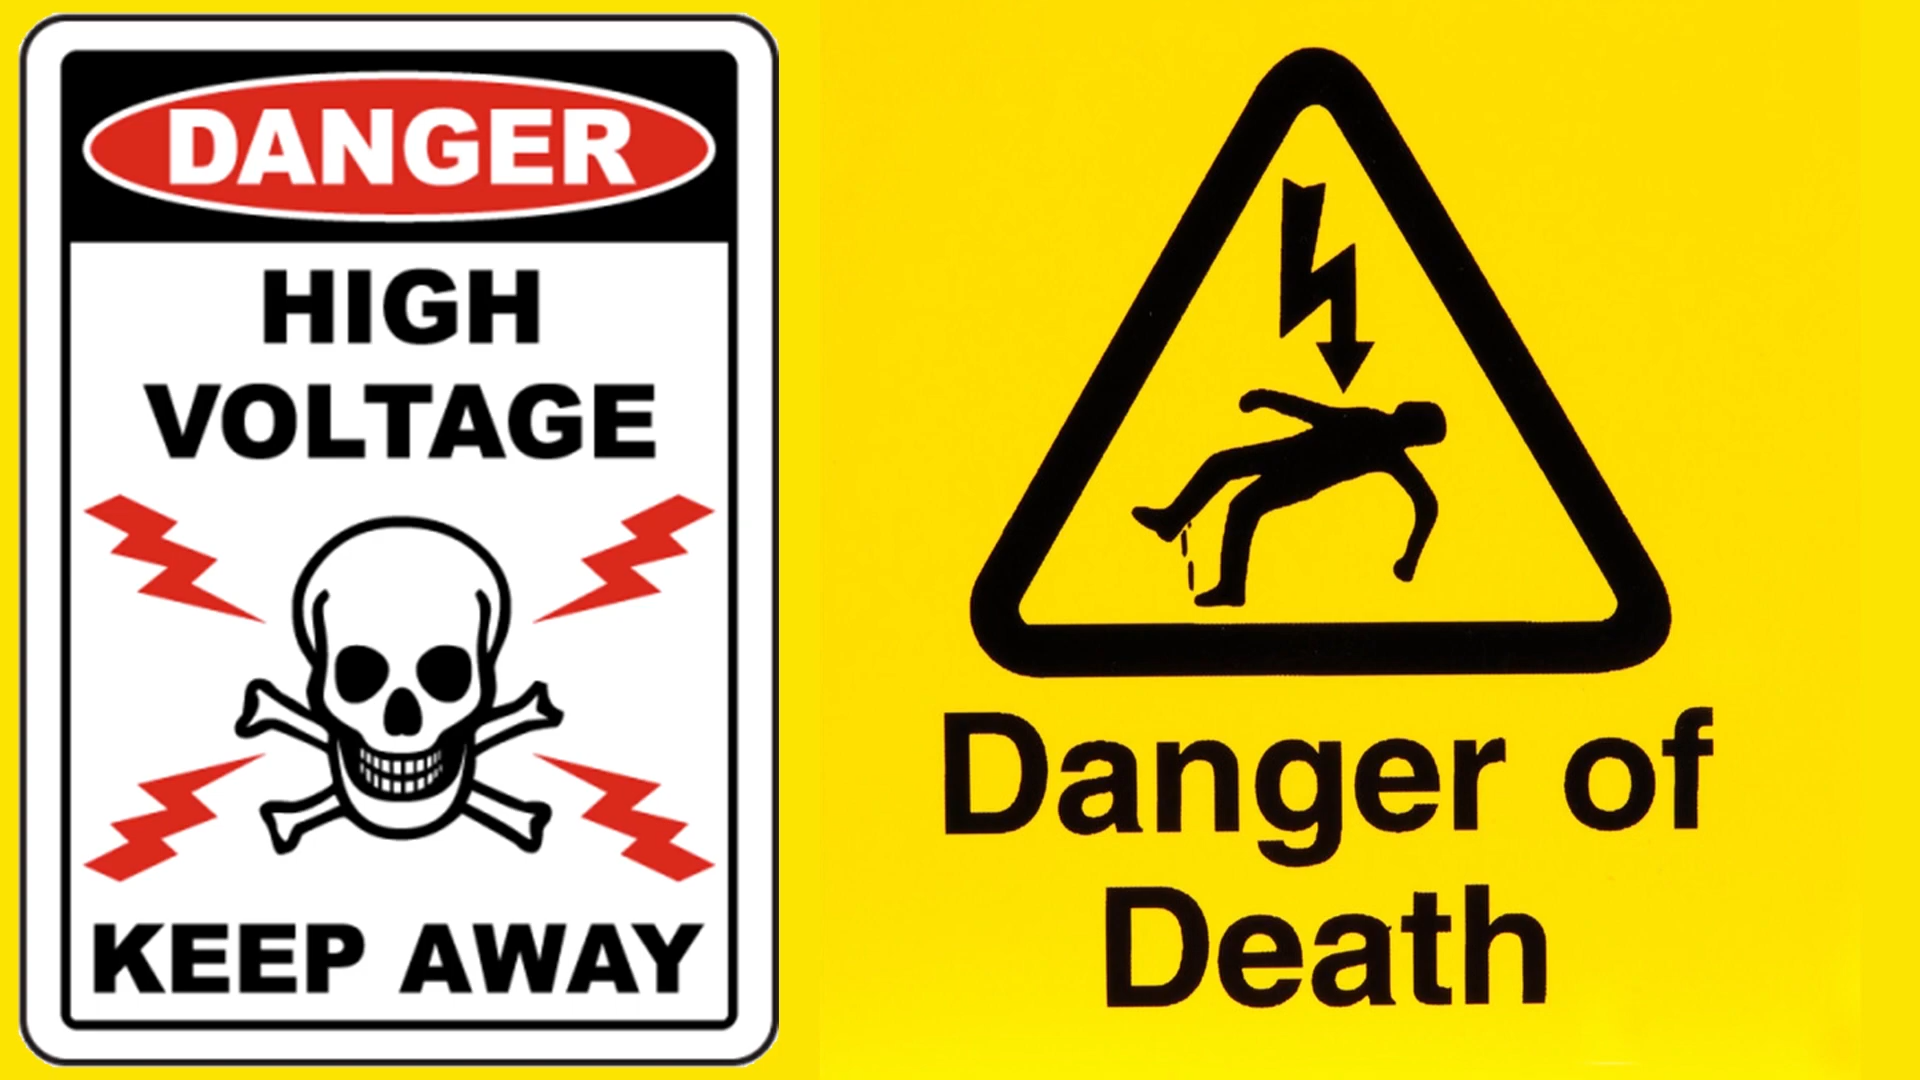 DANGER
HIGH
VOLTAGE
KEEP AWAY
Danger of
Death